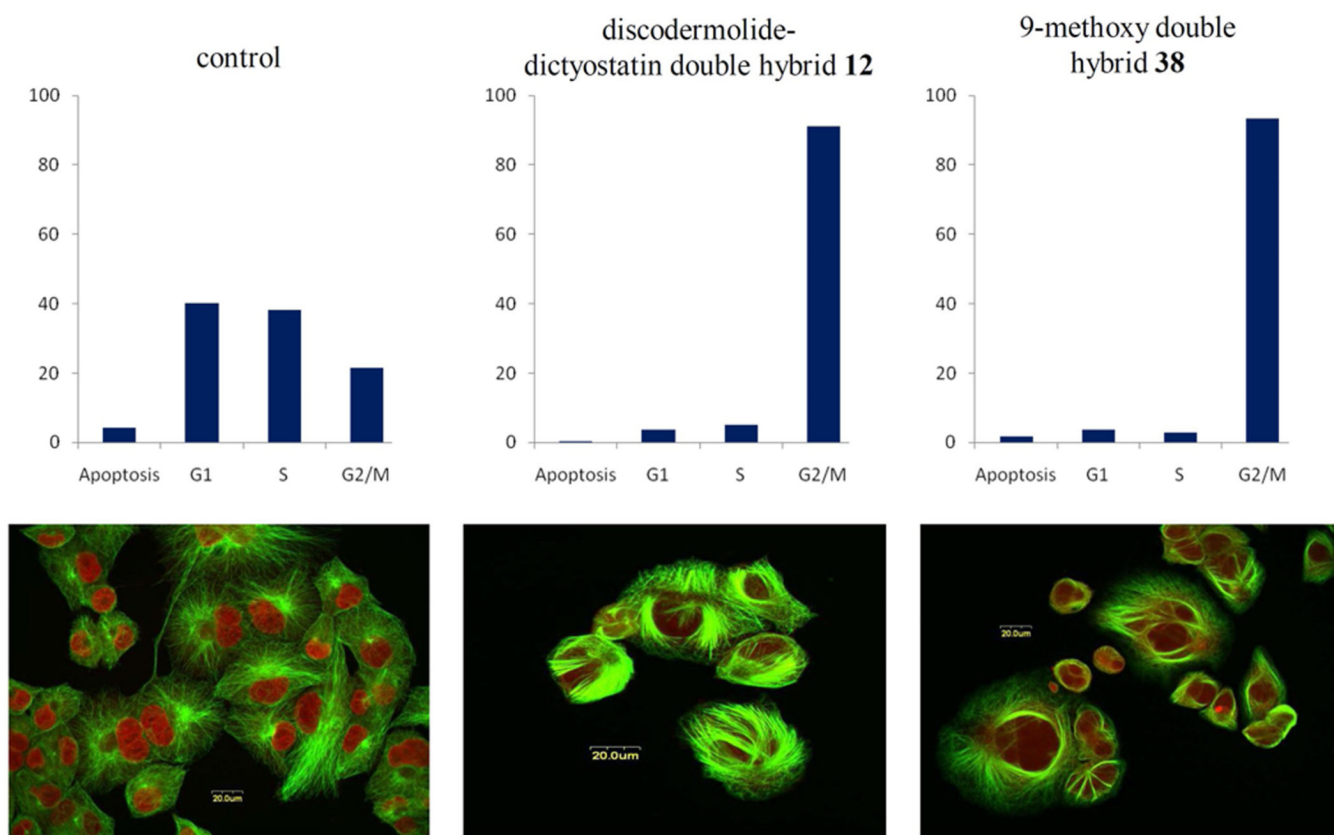 control
discodermolide-
dictyostatin double hybrid 12
9-methoxy double
hybrid 38
100
80
60
40
20
0
Apoptosis G1 S G2/M
100
80
60
40
20
0
Apoptosis G1 S G2/M
100
80
60
40
20
0
Apoptosis G1 S G2/M
20.0um
20.0um
20.0um